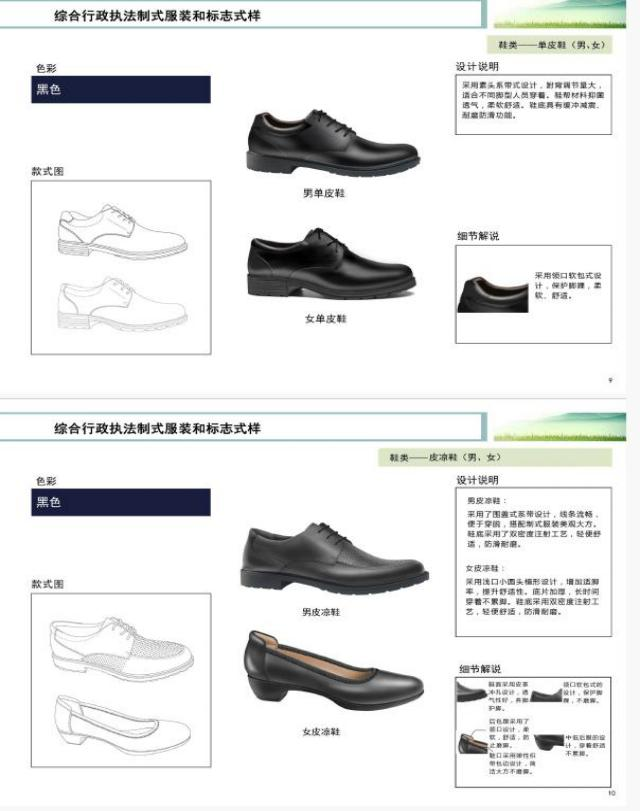 综合行政执法制式服装和标志式样
鞋类——单皮鞋（男、女）
色彩
黑色
设计说明
采用素头系带式设计，跗背调节量大，
适合不同脚型人员穿着。鞋帮材料抑菌
透气，柔软舒适。鞋底具有缓冲减震、
耐磨防滑功能。
款式图
男单皮鞋
细节解说
采用领口软包式设
计，保护脚踝，柔
软、舒适。
女单皮鞋
9
综合行政执法制式服装和标志式样
鞋类——皮凉鞋（男、女）
色彩
黑色
设计说明
男皮凉鞋：
采用了围盖式系带设计，线条流畅，
便于穿脱，搭配制式服装美观大方。
鞋底采用了双密度注射工艺，轻便舒
适，防滑耐磨。
女皮凉鞋：
采用浅口小圆头楦形设计，增加适脚
率，提升舒适性。底片加厚，长时间
穿着不累脚。鞋底采用双密度注射工
艺，轻便舒适，防滑耐磨。
款式图
男皮凉鞋
女皮凉鞋
细节解说
鞋面采用皮革
冲孔设计，透
气性好，养脚
护脚。
领口软包式的
设计，保护脚
踝，不磨脚。
后包跟采用了
领口设计，柔
软，舒适，防
止磨脚。
鞋口采用弹性织
带包边设计，简
洁大方不磨脚。
中低后跟的设
计，穿着舒适
不累脚。
10